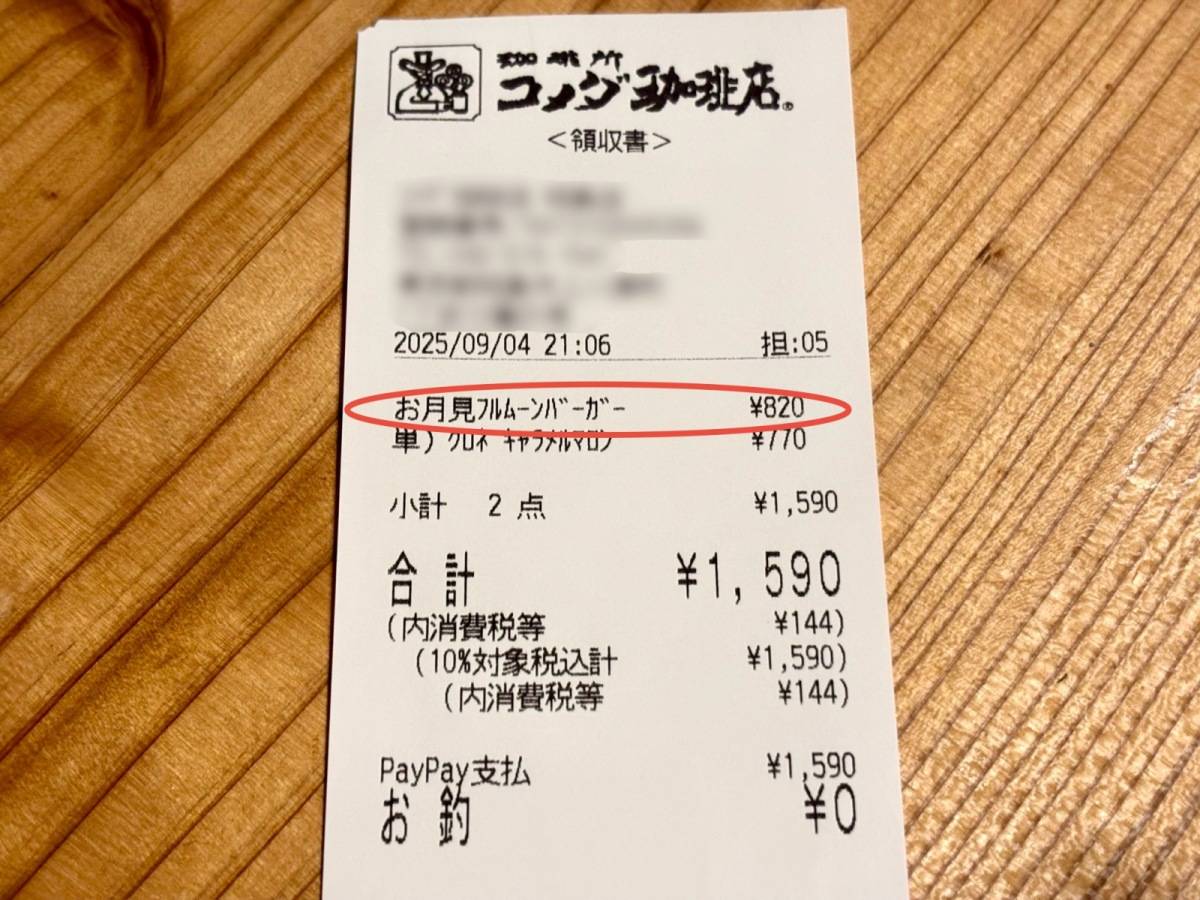 珈琲所
コメダ珈琲店®
＜領収書＞
2025/09/04 21:06 担:05
お月見ﾌﾙﾑｰﾝﾊﾞｰｶﾞｰ ¥820
単) ｸﾛﾈ ｷｬﾗﾒﾙﾏﾛﾝ ¥770
小計 2 点 ¥1,590
合計 ¥1,590
(内消費税等 ¥144)
(10%対象税込計 ¥1,590)
(内消費税等 ¥144)
PayPay支払 ¥1,590
お釣 ¥0